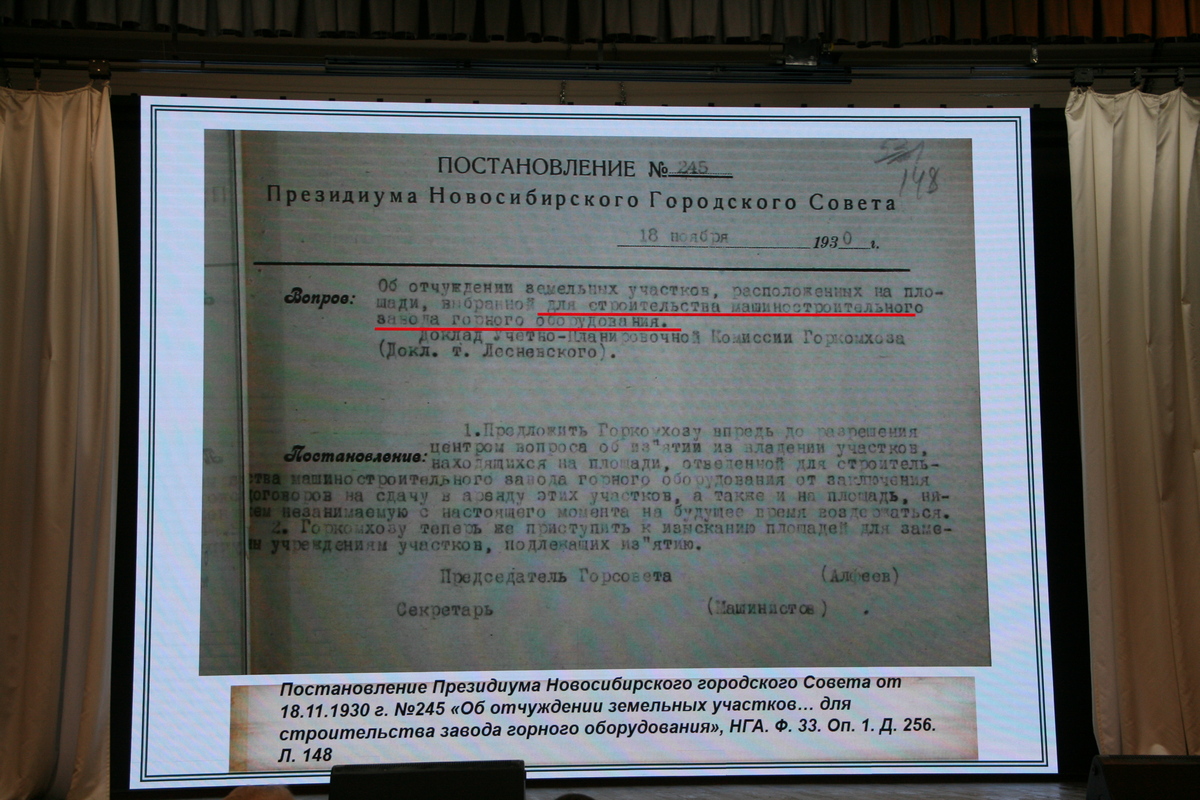 ПОСТАНОВЛЕНИЕ № 245
148
Президиума Новосибирского Городского Совета
18 ноября 1930 г.
Вопров: Об отчуждении земельных участков, расположенных на пло-
щади, выбранной для строительства машиностроительного
завода горного оборудования.
Доклад Учетно-Планировочной Комиссии Горкомхоза
(Докл. т. Лесневского).
1.Предложить Горкомхозу впредь до разрешения
центром вопроса об из"ятии из владении участков,
Постановление: находящихся на площади, отведенной для строитель-
ства машиностроительного завода горного оборудования от заключения
договоров на сдачу в аренду этих участков, а также и на площадь, ни-
ем незанимаемую с настоящего момента на будущее время воздержаться.
2. Горкомхозу теперь же приступить к изысканию площадей для заме-
ны учреждениям участков, подлежащих из"ятию.
Председатель Горсовета (Алфеев)
Секретарь (Машинистов) .
Постановление Президиума Новосибирского городского Совета от
18.11.1930 г. №245 «Об отчуждении земельных участков… для
строительства завода горного оборудования», НГА. Ф. 33. Оп. 1. Д. 256.
Л. 148